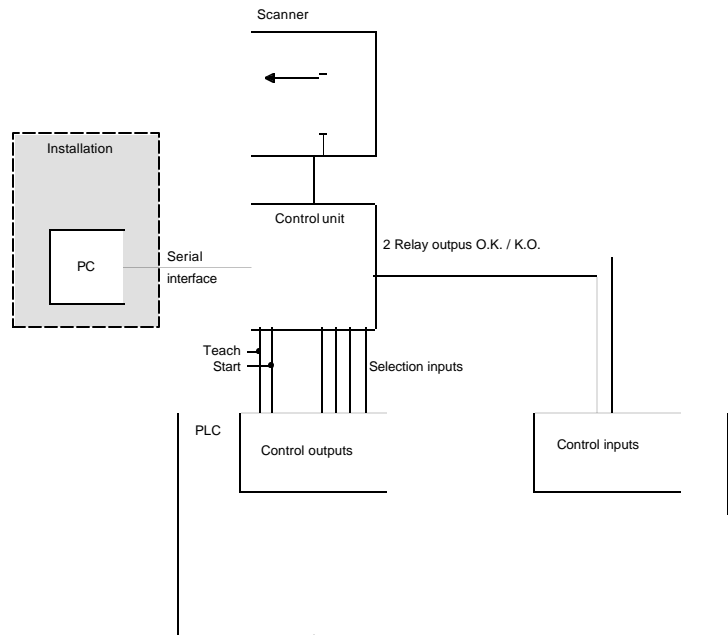 Scanner
Installation
Control unit
2 Relay outpus O.K. / K.O.
PC
Serial
interface
Teach
Start
Selection inputs
PLC
Control outputs
Control inputs